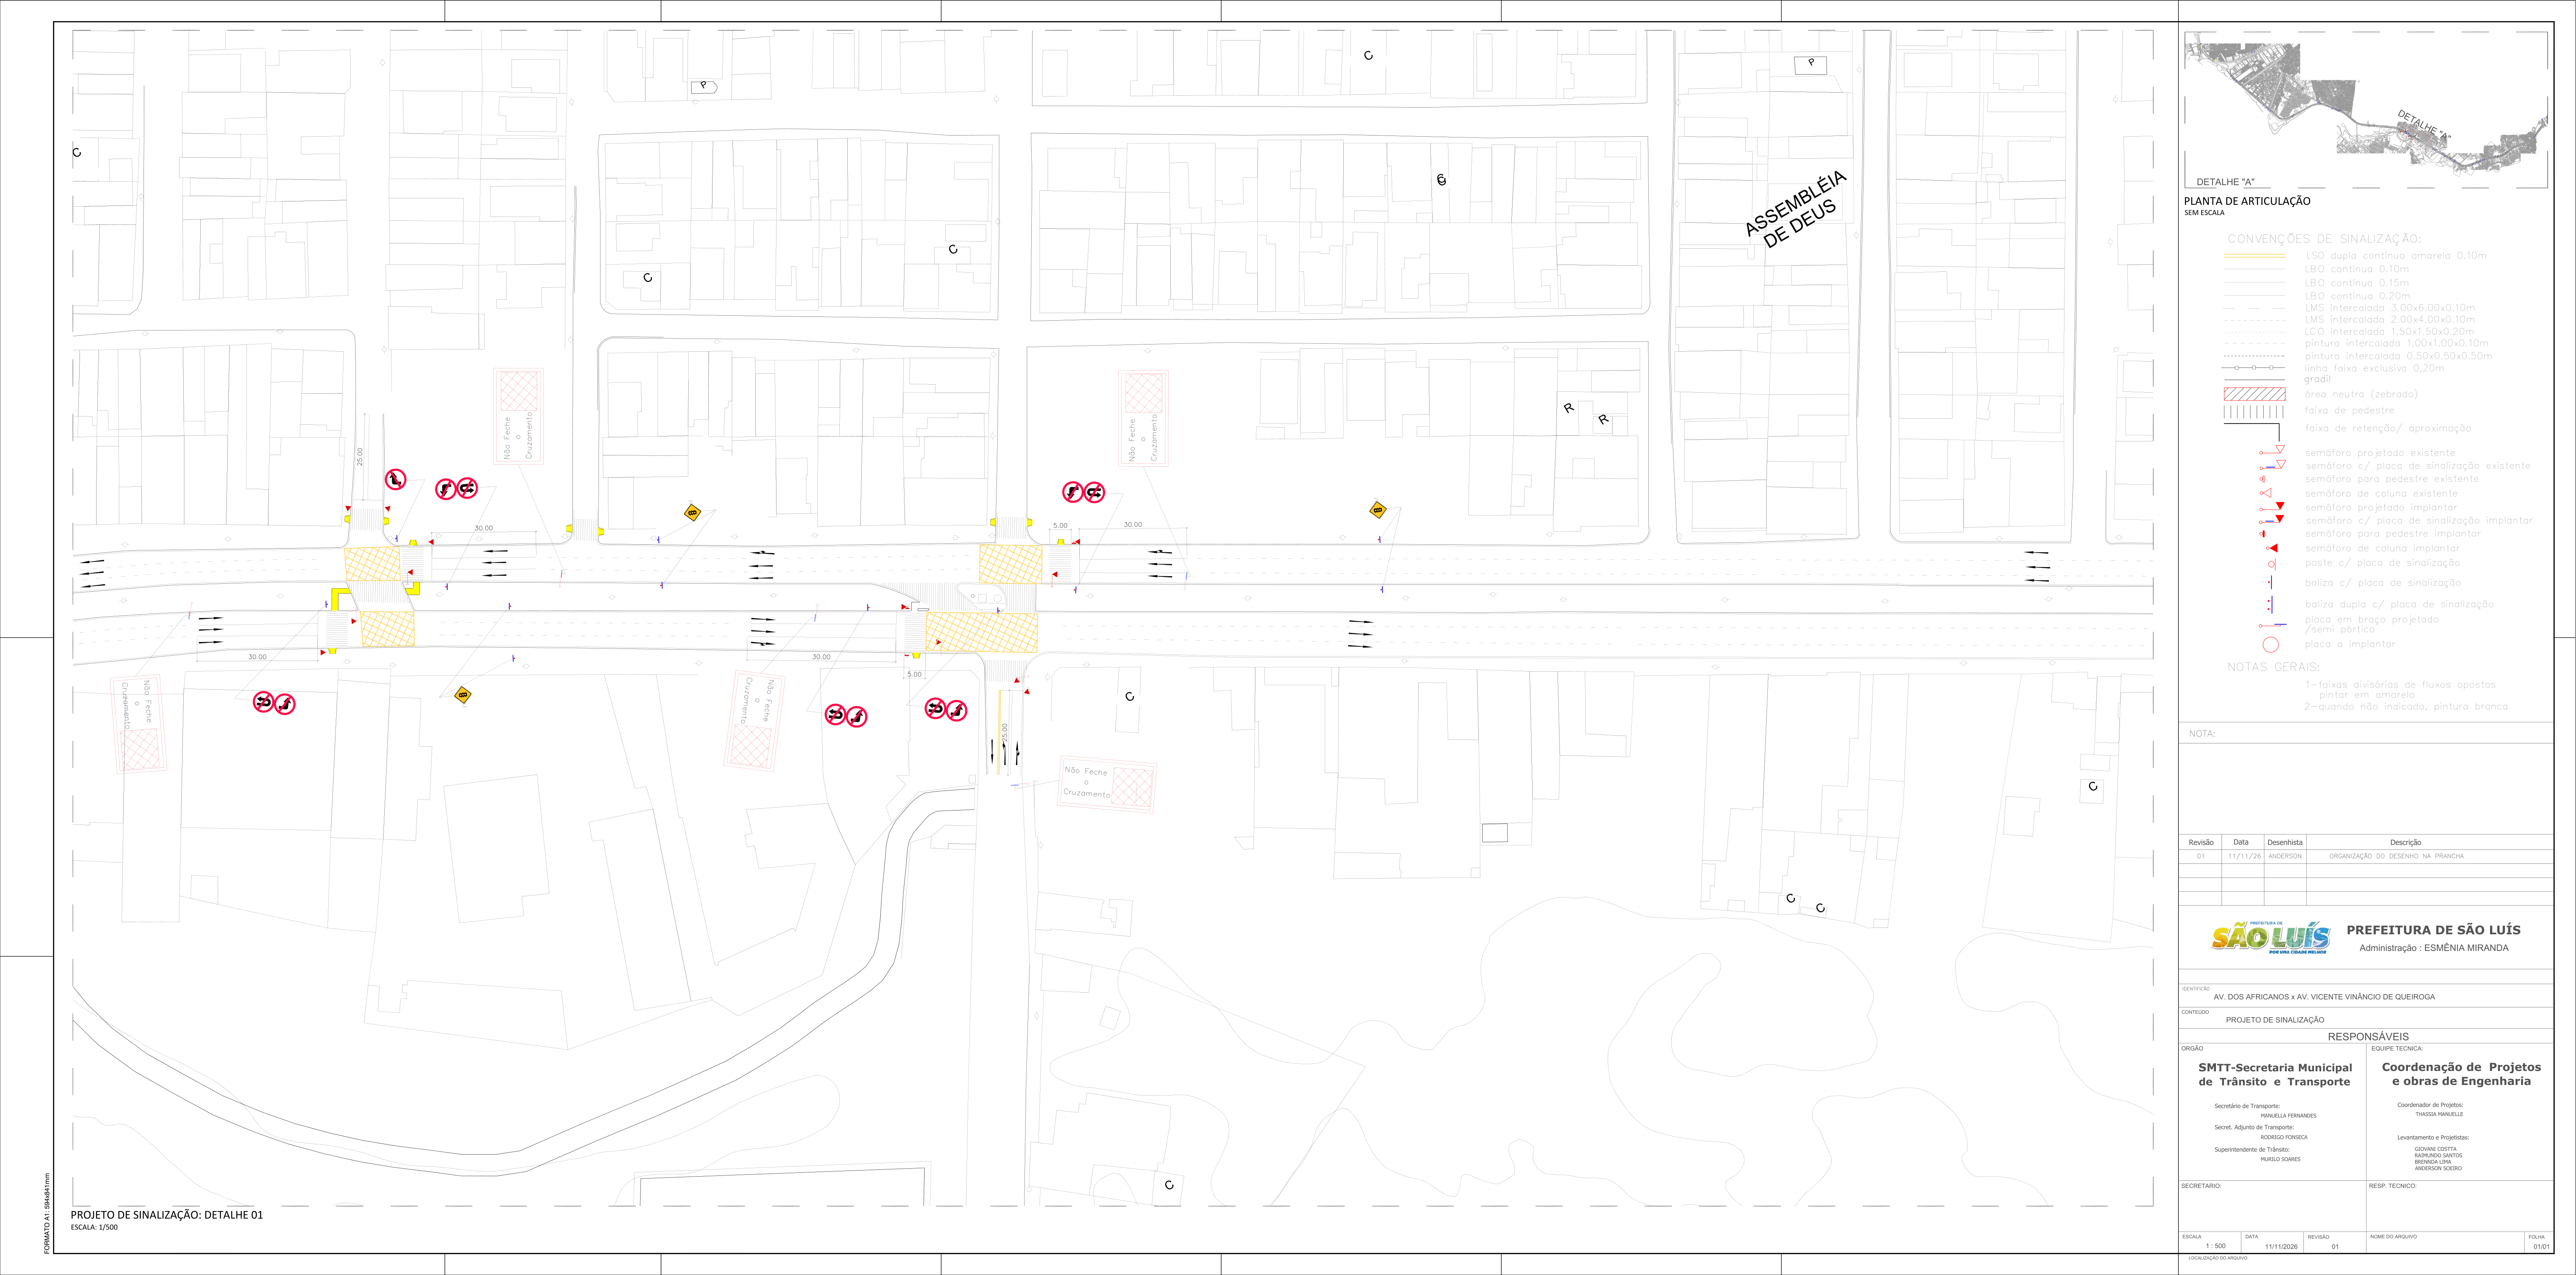 C
P
C
P
C
C
C
ASSEMBLÉIA
DE DEUS
R
R
Não Feche
o
Cruzamento
Não Feche
o
Cruzamento
25.00
30.00
5.00
30.00
30.00
30.00
5.00
25.00
Não Feche
o
Cruzamento
Não Feche
o
Cruzamento
Não Feche
o
Cruzamento
C
C
C
C
C
PROJETO DE SINALIZAÇÃO: DETALHE 01
ESCALA: 1/500
FORMATO A1: 594x841mm
DETALHE "A"
DETALHE "A"
PLANTA DE ARTICULAÇÃO
SEM ESCALA
CONVENÇÕES DE SINALIZAÇÃO:
LSO dupla contínua amarela 0.10m
LBO contínua 0.10m
LBO contínua 0.15m
LBO contínua 0.20m
LMS intercalada 3.00x6.00x0.10m
LMS intercalada 2.00x4.00x0.10m
LCO intercalada 1.50x1.50x0.20m
pintura intercalada 1.00x1.00x0.10m
pintura intercalada 0.50x0.50x0.50m
linha faixa exclusiva 0,20m
gradil
área neutra (zebrado)
faixa de pedestre
faixa de retenção/ aproximação
semáforo projetado existente
semáforo c/ placa de sinalização existente
semáforo para pedestre existente
semáforo de coluna existente
semáforo projetado implantar
semáforo c/ placa de sinalização implantar
semáforo para pedestre implantar
semáforo de coluna implantar
poste c/ placa de sinalização
baliza c/ placa de sinalização
baliza dupla c/ placa de sinalização
placa em braço projetado
/semi pórtico
placa a implantar
NOTAS GERAIS:
1-faixas divisórias de fluxos opostos
pintar em amarelo
2-quando não indicado, pintura branca
NOTA:
Revisão Data Desenhista Descrição
01 11/11/26 ANDERSON ORGANIZAÇÃO DO DESENHO NA PRANCHA
PREFEITURA DE
SÃO LUÍS
POR UMA CIDADE MELHOR
PREFEITURA DE SÃO LUÍS
Administração : ESMÊNIA MIRANDA
IDENTIFICÃO
AV. DOS AFRICANOS x AV. VICENTE VINÂNCIO DE QUEIROGA
CONTEÚDO
PROJETO DE SINALIZAÇÃO
RESPONSÁVEIS
ORGÃO
SMTT-Secretaria Municipal
de Trânsito e Transporte
Secretário de Transporte:
MANUELLA FERNANDES
Secret. Adjunto de Transporte:
RODRIGO FONSECA
Superintendente de Trânsito:
MURILO SOARES
EQUIPE TECNICA:
Coordenação de Projetos
e obras de Engenharia
Coordenador de Projetos:
THASSIA MANUELLE
Levantamento e Projetistas:
GIOVANI COSTTA
RAIMUNDO SANTOS
BRENNDA LIMA
ANDERSON SOEIRO
SECRETARIO:
RESP. TECNICO:
ESCALA
1 : 500
DATA
11/11/2026
REVISÃO
01
NOME DO ARQUIVO
FOLHA
01/01
LOCALIZAÇÃO DO ARQUIVO